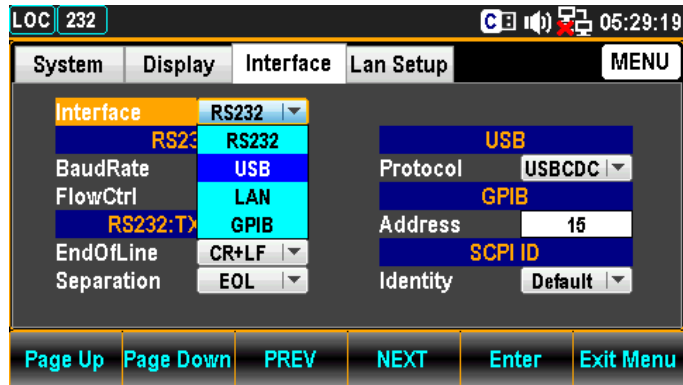 LOC 232 C 05:29:19
System Display Interface Lan Setup MENU
Interface RS232
RS23 RS232 USB
BaudRate USB Protocol USBCDC
FlowCtrl LAN GPIB
RS232:TX GPIB Address 15
EndOfLine CR+LF SCPI ID
Separation EOL Identity Default
Page Up Page Down PREV NEXT Enter Exit Menu